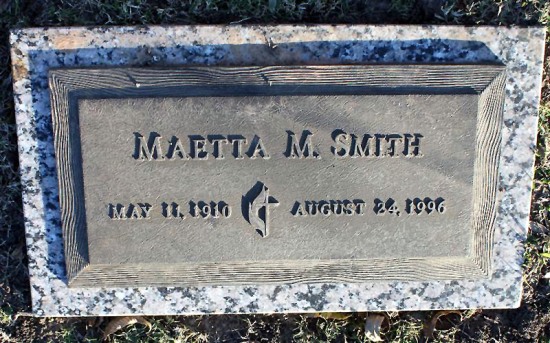 MAETTA M. SMITH
MAY 11, 1910 AUGUST 24, 1996